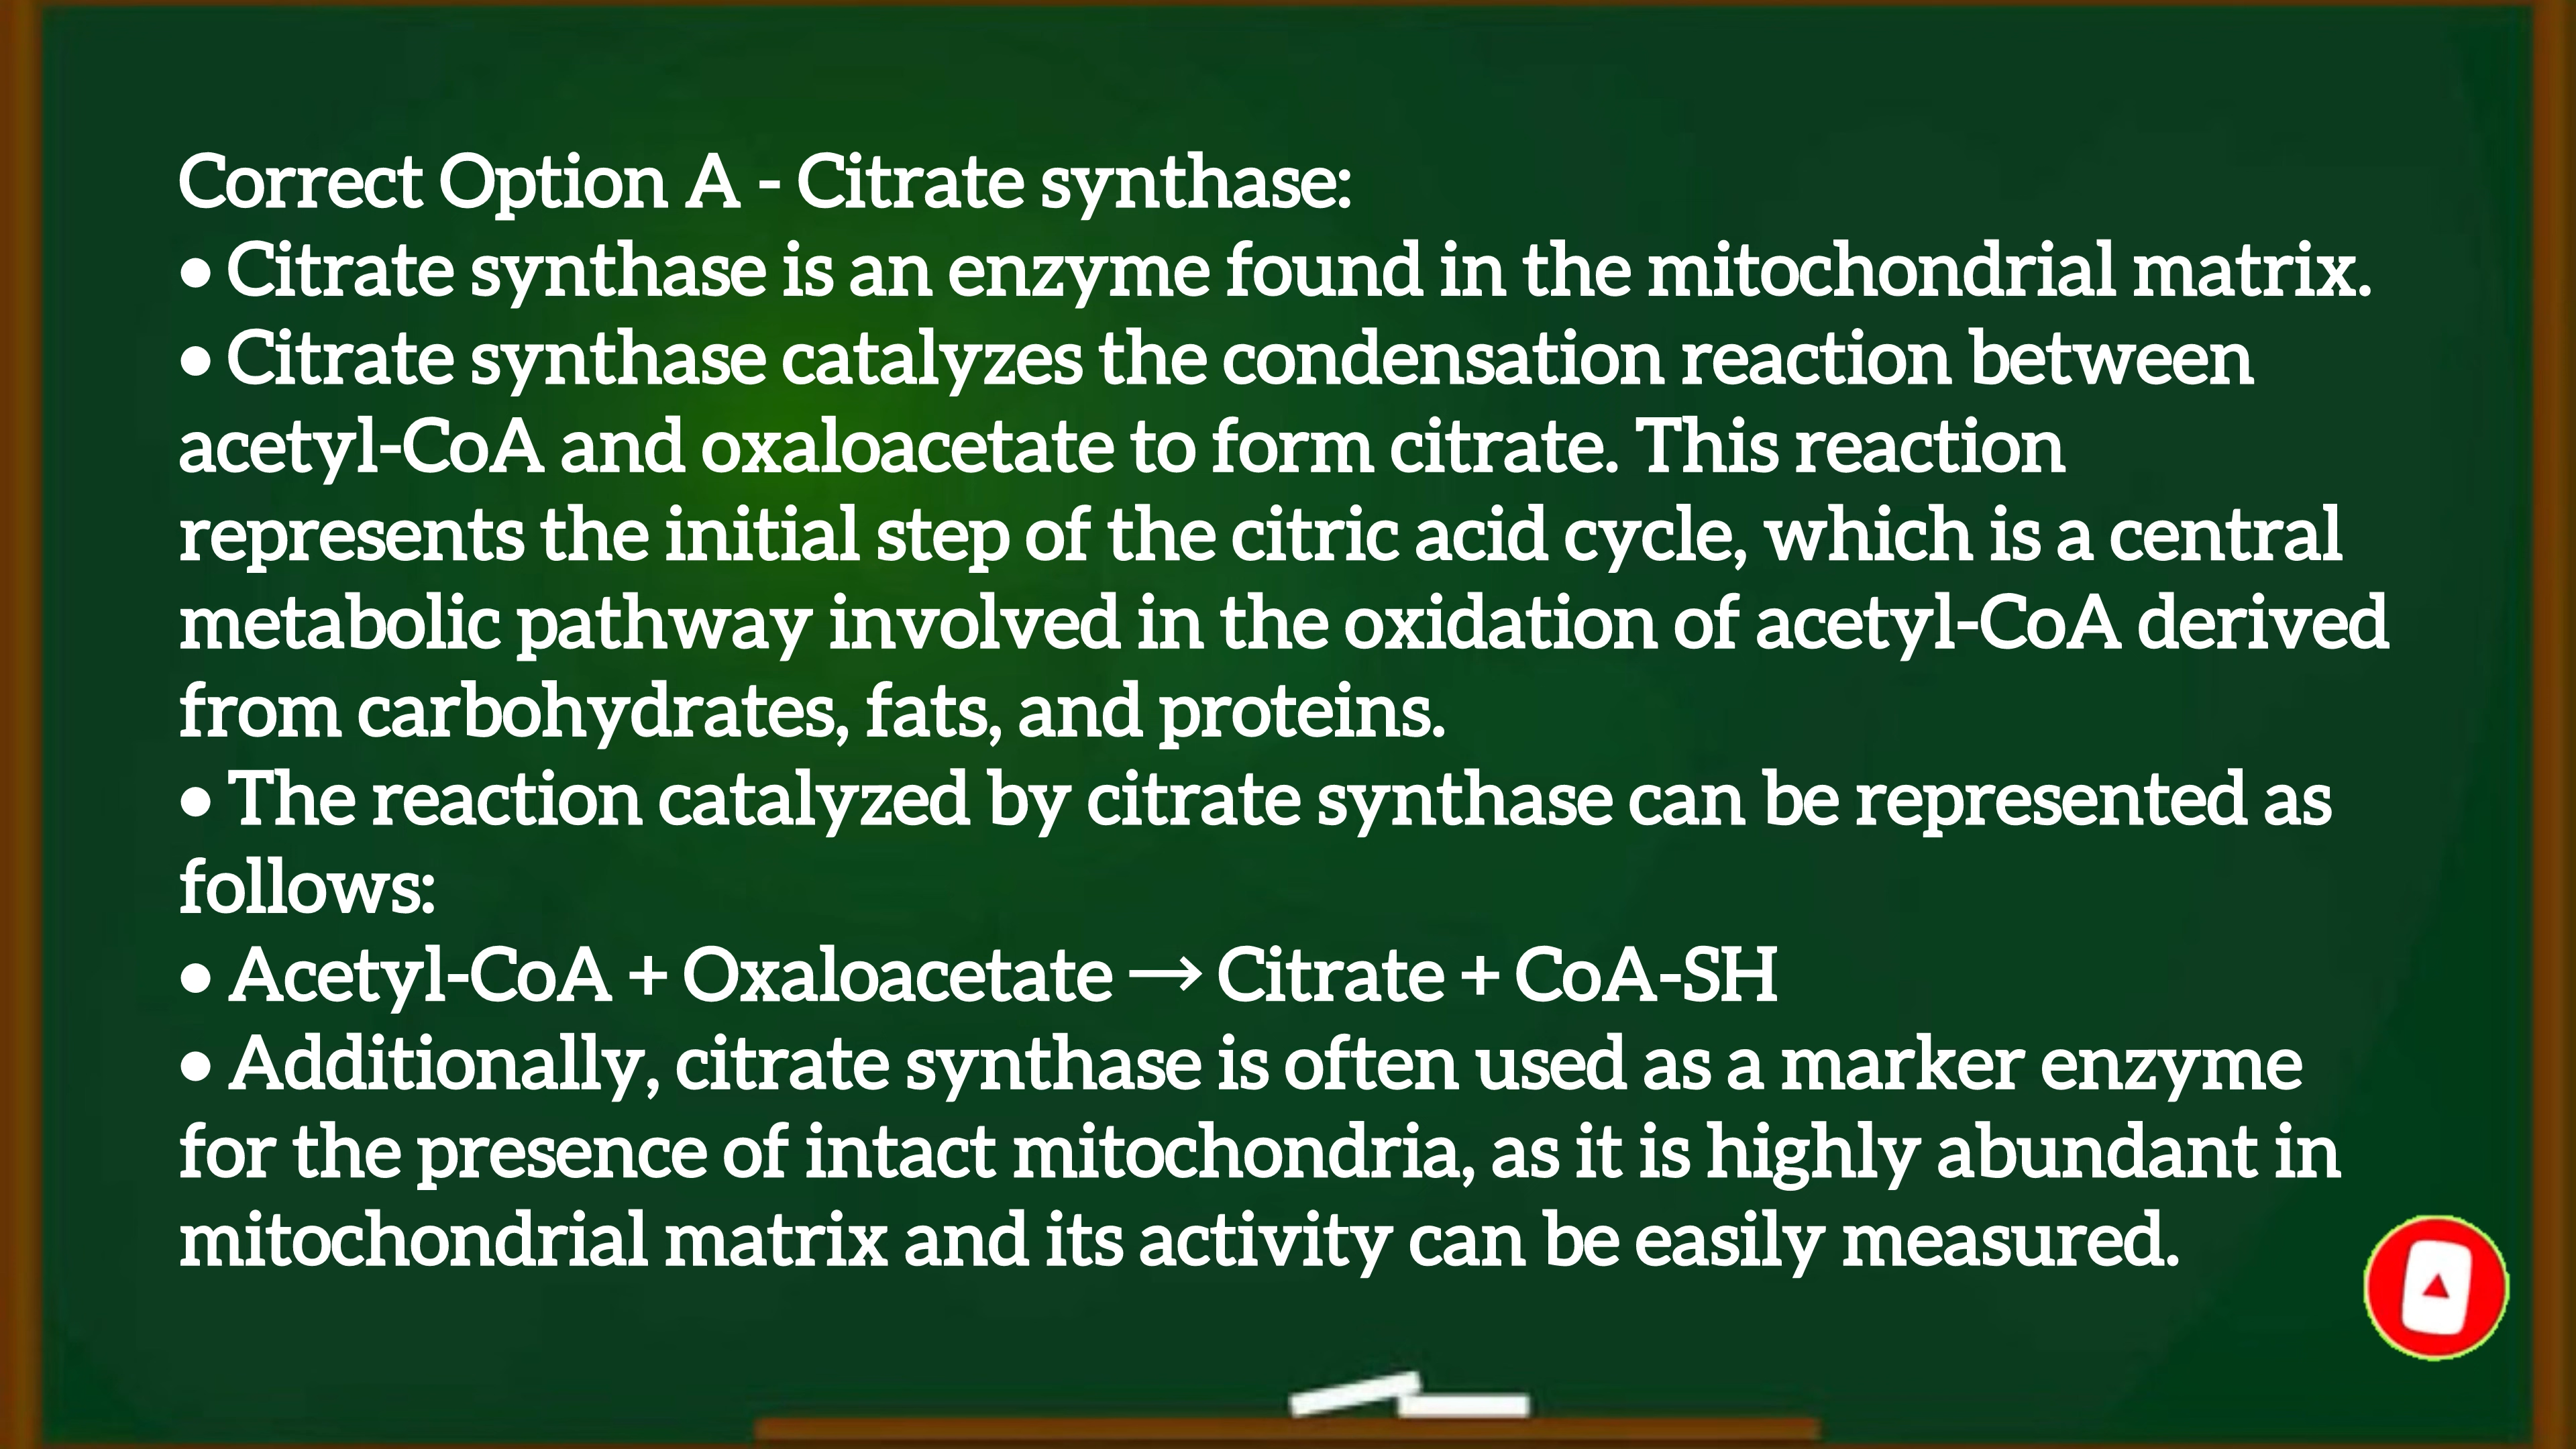 Correct Option A - Citrate synthase:
• Citrate synthase is an enzyme found in the mitochondrial matrix.
• Citrate synthase catalyzes the condensation reaction between
acetyl-CoA and oxaloacetate to form citrate. This reaction
represents the initial step of the citric acid cycle, which is a central
metabolic pathway involved in the oxidation of acetyl-CoA derived
from carbohydrates, fats, and proteins.
• The reaction catalyzed by citrate synthase can be represented as
follows:
• Acetyl-CoA + Oxaloacetate → Citrate + CoA-SH
• Additionally, citrate synthase is often used as a marker enzyme
for the presence of intact mitochondria, as it is highly abundant in
mitochondrial matrix and its activity can be easily measured.